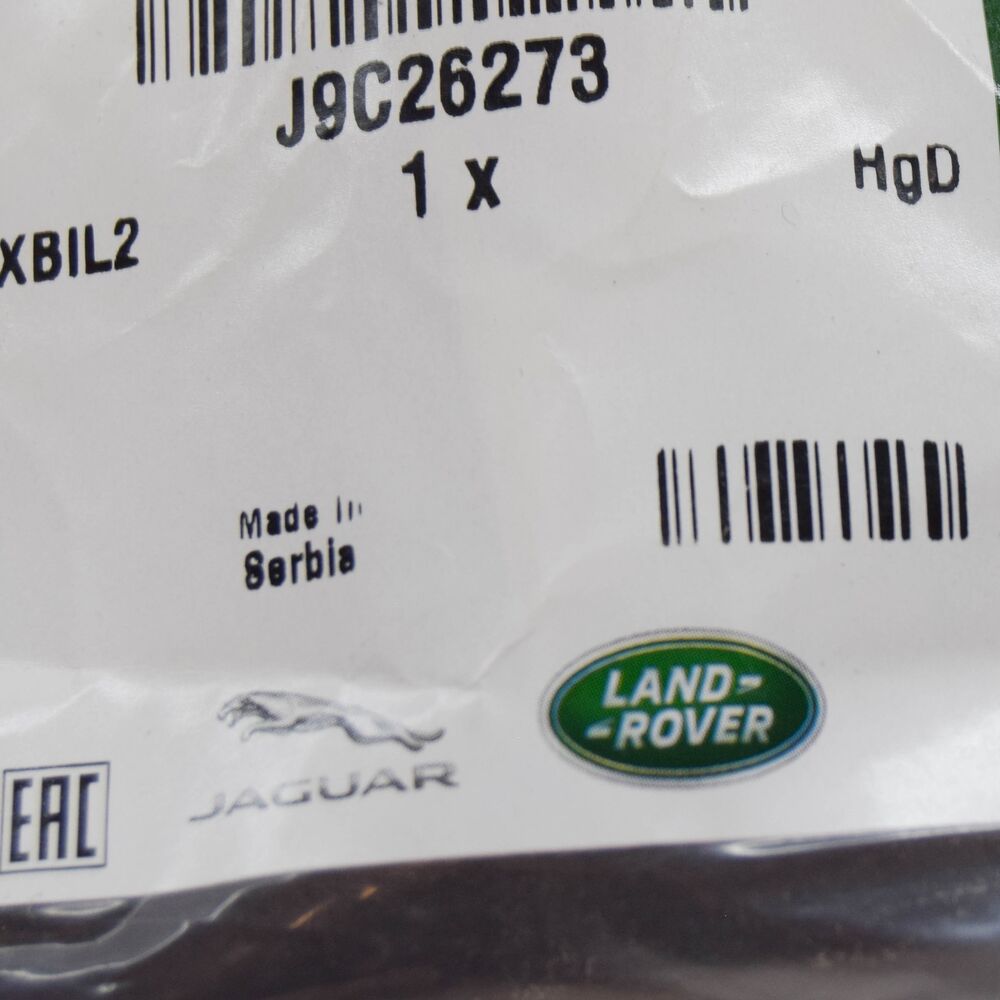 J9C26273
1 x
HgD
XBIL2
Made in
Serbia
LAND-
-ROVER
JAGUAR
EAC